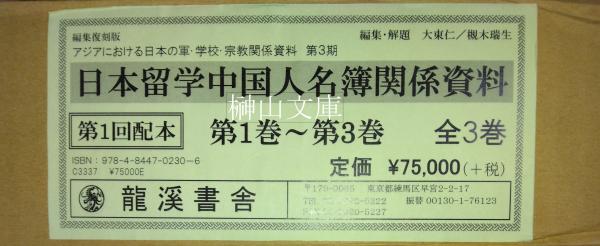 編集復刻版
編集・解題 大東仁／槻木瑞生
アジアにおける日本の軍・学校・宗教関係資料 第3期
日本留学中国人名簿関係資料
榊山文庫
第1回配本 第1巻〜第3巻 全3巻
ISBN：978-4-8447-0230-6
C3337 ¥75000E
定価 ¥75,000(+税)
龍溪書舎
〒179-0085 東京都練馬区早宮2-2-17
5222 振替 00130-1-76123
5227